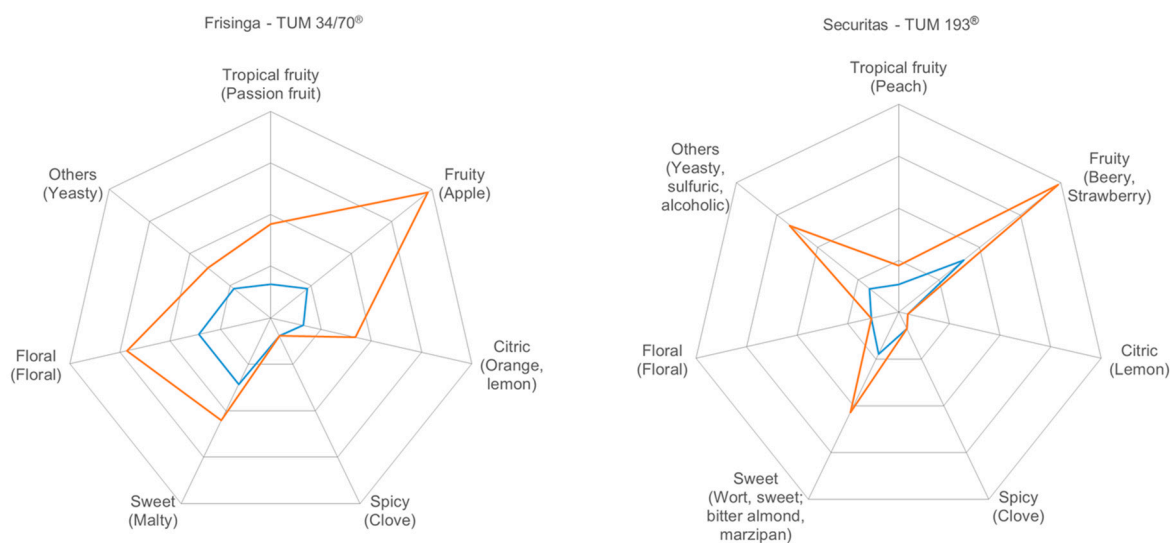 Frisinga - TUM 34/70®
Tropical fruity
(Passion fruit)
Others
(Yeasty)
Fruity
(Apple)
Floral
(Floral)
Citric
(Orange,
lemon)
Sweet
(Malty)
Spicy
(Clove)
Securitas - TUM 193®
Tropical fruity
(Peach)
Others
(Yeasty,
sulfuric,
alcoholic)
Fruity
(Beery,
Strawberry)
Floral
(Floral)
Citric
(Lemon)
Sweet
(Wort, sweet;
bitter almond,
marzipan)
Spicy
(Clove)